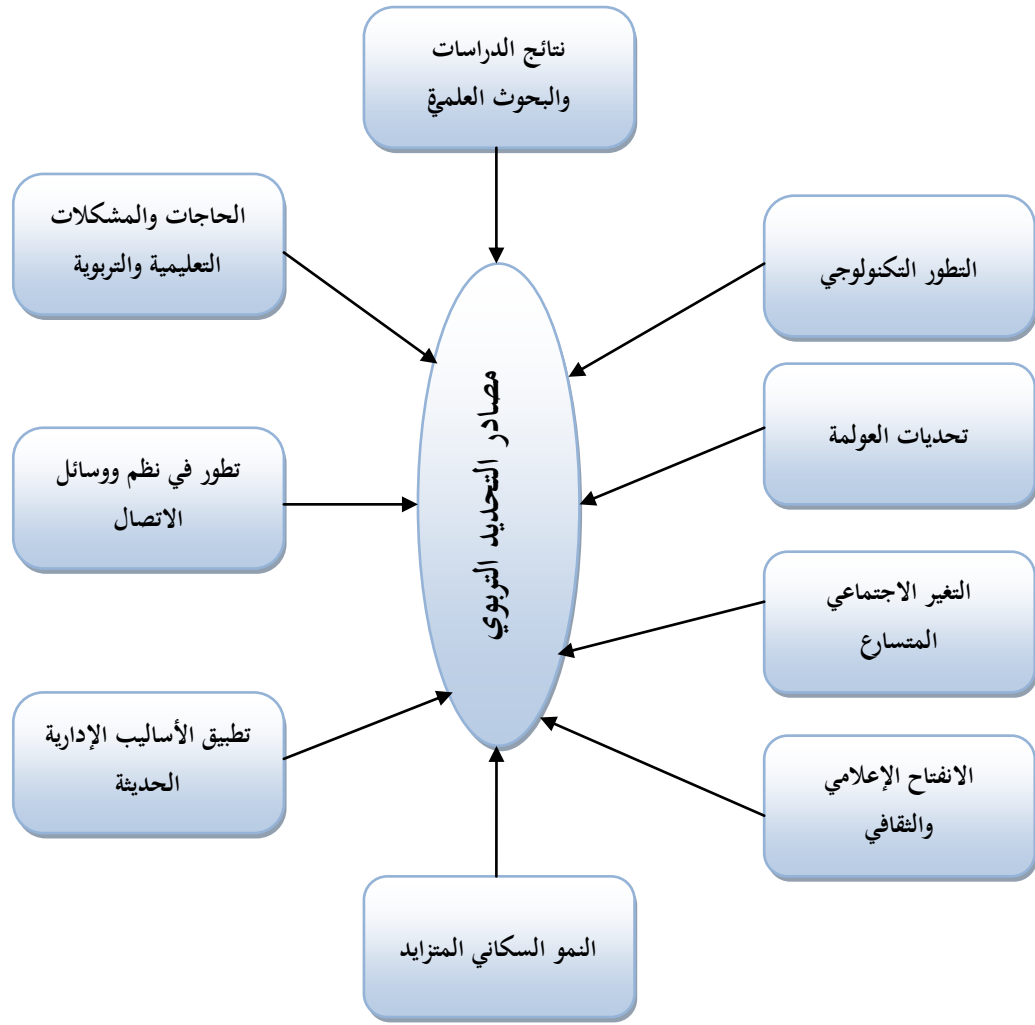 نتائج الدراسات
والبحوث العلمية
الحاجات والمشكلات
التعليمية والتربوية
التطور التكنولوجي
مصادر التحديد التربوي
تحديات العولمة
تطور في نظم ووسائل
الاتصال
التغير الاجتماعي
المتسارع
تطبيق الأساليب الإدارية
الحديثة
الانفتاح الإعلامي
والثقافي
النمو السكاني المتزايد